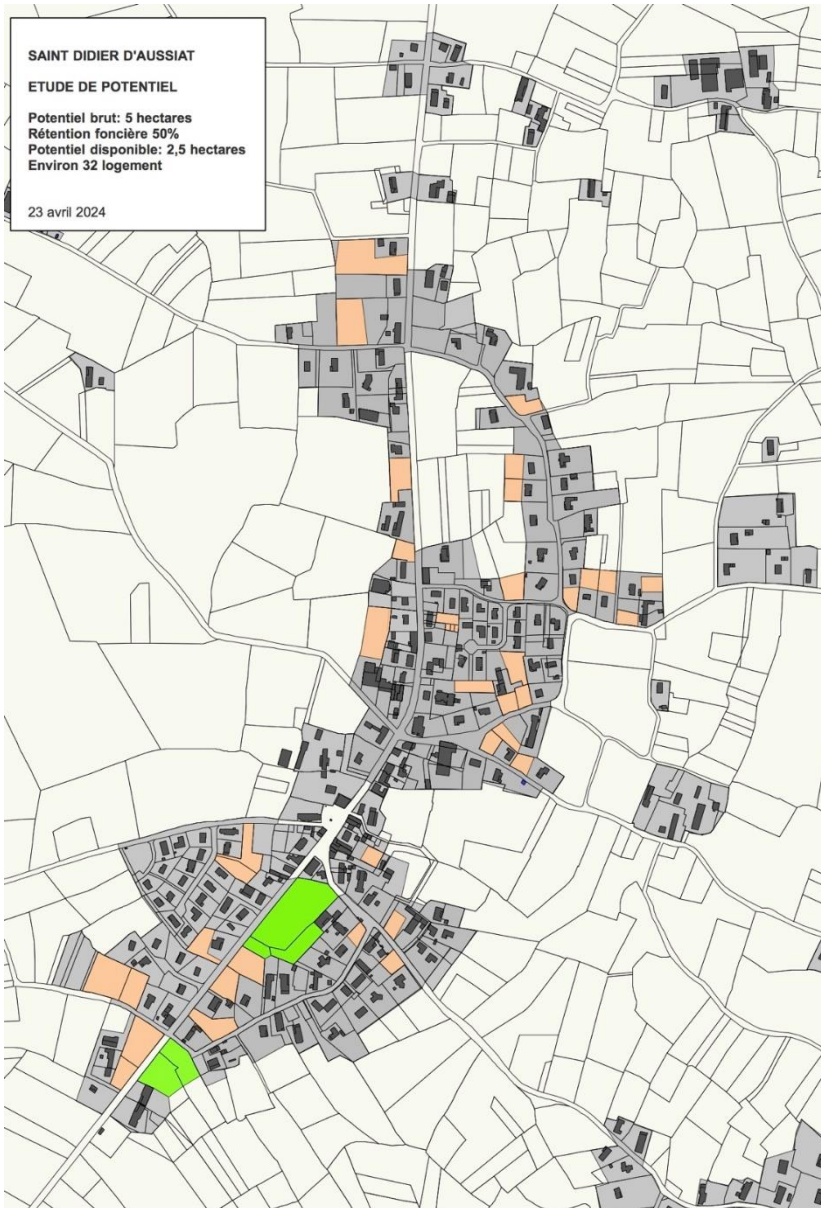 SAINT DIDIER D'AUSSIAT
ETUDE DE POTENTIEL
Potentiel brut: 5 hectares
Rétention foncière 50%
Potentiel disponible: 2,5 hectares
Environ 32 logement
23 avril 2024